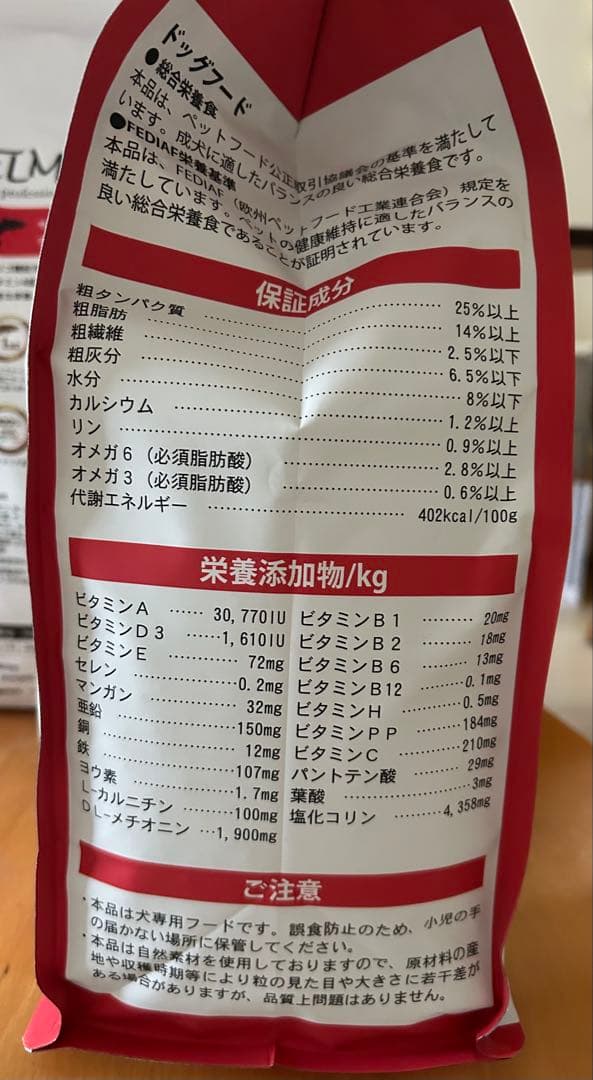 ドッグフード
●総合栄養食
本品は、ペットフード公正取引協議会の基準を満たして
います。成犬に適したバランスの良い総合栄養食です。
●FEDIAF栄養基準
本品は、FEDIAF（欧州ペットフード工業連合会）規定を
満たしています。ペットの健康維持に適したバランスの
良い総合栄養食であることが証明されています。
保証成分
粗タンパク質 25%以上
粗脂肪 14%以上
粗繊維 2.5%以下
粗灰分 6.5%以下
水分 8%以下
カルシウム 1.2%以上
リン 0.9%以上
オメガ6（必須脂肪酸） 2.8%以上
オメガ3（必須脂肪酸） 0.6%以上
代謝エネルギー 402kcal/100g
栄養添加物/kg
ビタミンA 30,770IU
ビタミンD3 1,610IU
ビタミンE 72mg
セレン 0.2mg
マンガン 32mg
亜鉛 150mg
銅 12mg
鉄 107mg
ヨウ素 1.7mg
L-カルニチン 100mg
DL-メチオニン 1,900mg
ビタミンB1 20mg
ビタミンB2 18mg
ビタミンB6 13mg
ビタミンB12 0.1mg
ビタミンH 0.5mg
ビタミンPP 184mg
ビタミンC 210mg
パントテン酸 29mg
葉酸 3mg
塩化コリン 4,358mg
ご注意
・本品は犬専用フードです。誤食防止のため、小児の手
の届かない場所に保管してください。
・本品は自然素材を使用しておりますので、原材料の産
地や収穫時期等により粒の見た目や大きさに若干差が
ある場合がありますが、品質上問題はありません。